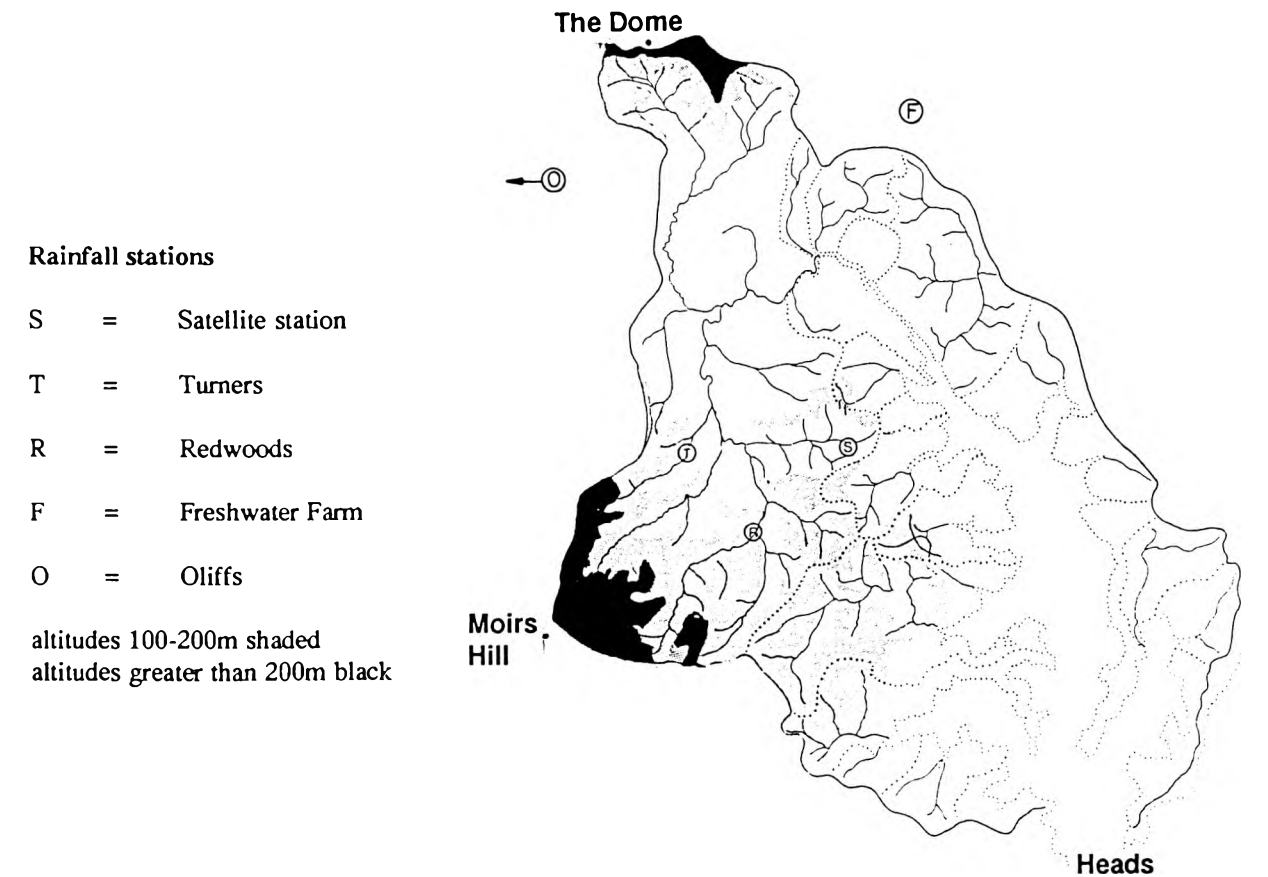 The Dome
F
O
Rainfall stations
S = Satellite station
T = Turners
R = Redwoods
F = Freshwater Farm
O = Oliffs
altitudes 100-200m shaded
altitudes greater than 200m black
T
S
R
Moirs
Hill
Heads